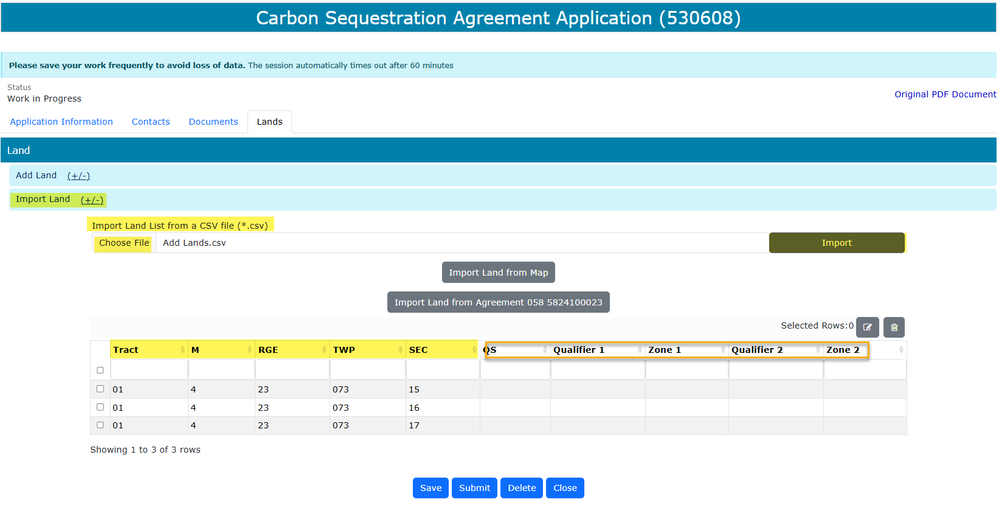 Carbon Sequestration Agreement Application (530608)
Please save your work frequently to avoid loss of data. The session automatically times out after 60 minutes
Status
Work in Progress
Original PDF Document
Application Information Contacts Documents Lands
Land
Add Land (+/-)
Import Land (+/-)
Import Land List from a CSV file (*.csv)
Choose File Add Lands.csv Import
Import Land from Map
Import Land from Agreement 058 5824100023
Selected Rows:0
Tract M RGE TWP SEC QS Qualifier 1 Zone 1 Qualifier 2 Zone 2
01 4 23 073 15
01 4 23 073 16
01 4 23 073 17
Showing 1 to 3 of 3 rows
Save Submit Delete Close